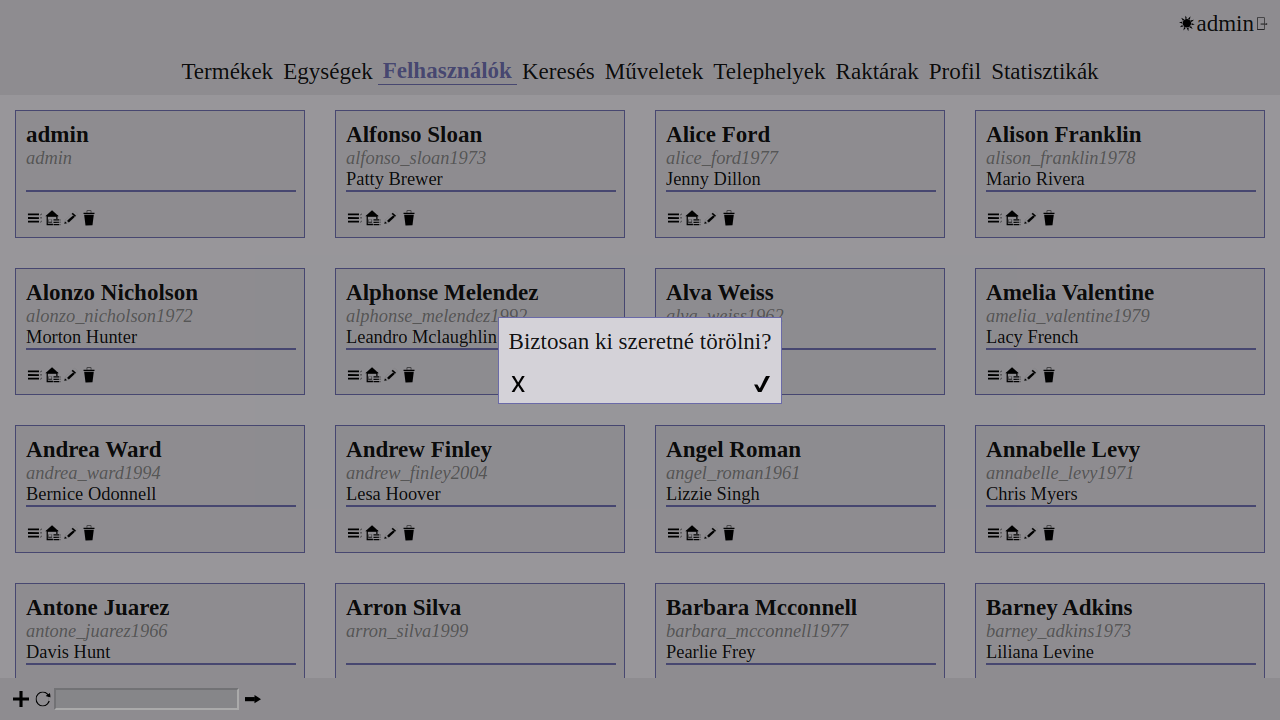 admin
Termékek Egységek Felhasználók Keresés Műveletek Telephelyek Raktárak Profil Statisztikák
admin
admin
Alfonso Sloan
alfonso_sloan1973
Patty Brewer
Alice Ford
alice_ford1977
Jenny Dillon
Alison Franklin
alison_franklin1978
Mario Rivera
Alonzo Nicholson
alonzo_nicholson1972
Morton Hunter
Alphonse Melendez
alphonse_melendez1992
Leandro Mclaughlin
Alva Weiss
alva_weiss1962
Amelia Valentine
amelia_valentine1979
Lacy French
Biztosan ki szeretné törölni?
X
Andrea Ward
andrea_ward1994
Bernice Odonnell
Andrew Finley
andrew_finley2004
Lesa Hoover
Angel Roman
angel_roman1961
Lizzie Singh
Annabelle Levy
annabelle_levy1971
Chris Myers
Antone Juarez
antone_juarez1966
Davis Hunt
Arron Silva
arron_silva1999
Barbara Mcconnell
barbara_mcconnell1977
Pearlie Frey
Barney Adkins
barney_adkins1973
Liliana Levine